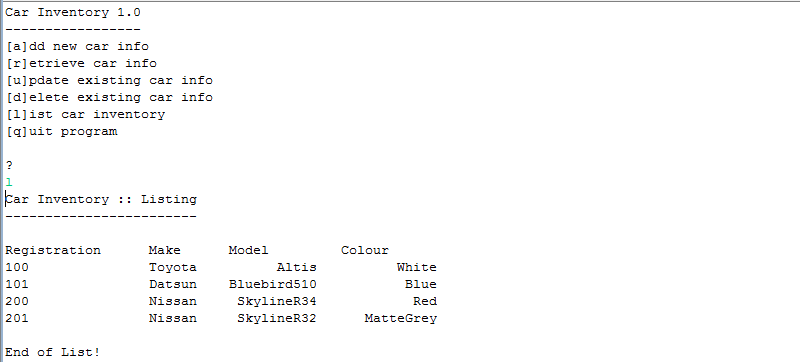 Car Inventory 1.0
-----------------
[a]dd new car info
[r]etrieve car info
[u]pdate existing car info
[d]elete existing car info
[l]ist car inventory
[q]uit program
?
l
Car Inventory :: Listing
------------------------
Registration      Make      Model         Colour
100               Toyota          Altis          White
101               Datsun    Bluebird510           Blue
200               Nissan     SkylineR34            Red
201               Nissan     SkylineR32      MatteGrey
End of List!